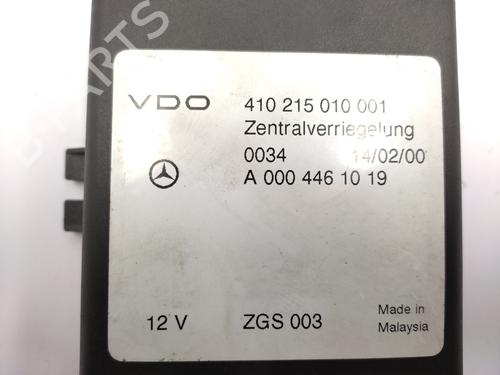 VDO 410 215 010 001
Zentralverriegelung
0034 14/02/00
A 000 446 10 19
12 V ZGS 003 Made in
Malaysia